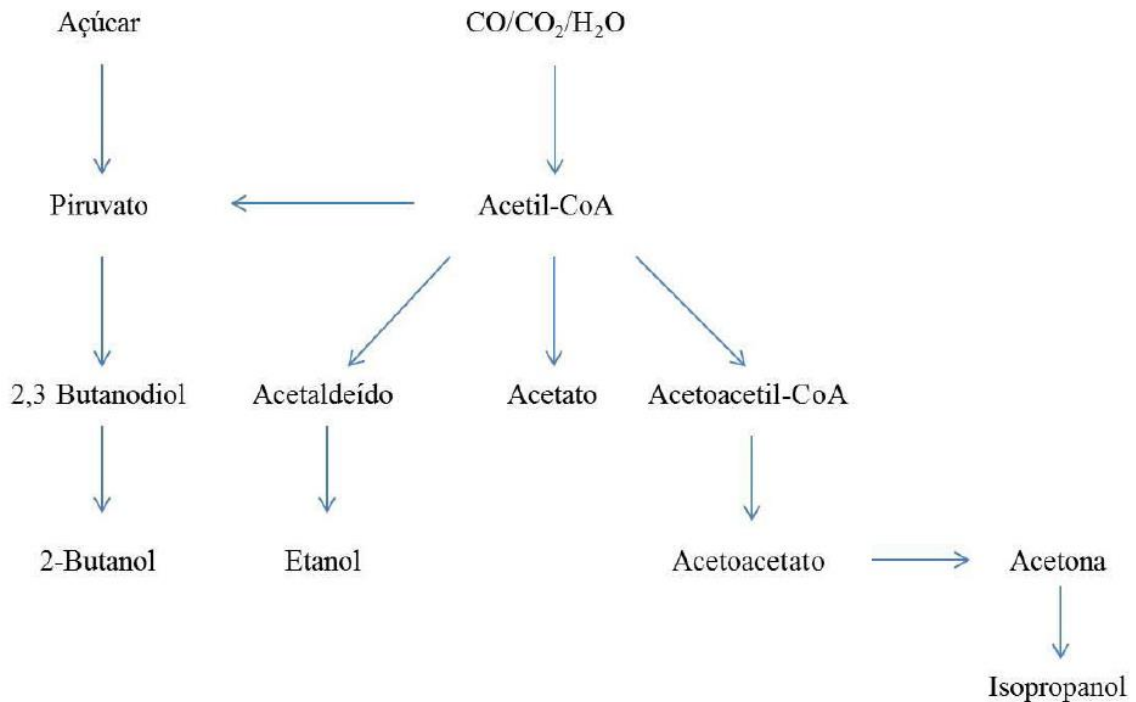 Açúcar
CO/CO₂/H₂O
Piruvato
Acetil-CoA
2,3 Butanodiol
Acetaldeído
Acetato
Acetoacetil-CoA
2-Butanol
Etanol
Acetoacetato
Acetona
Isopropanol